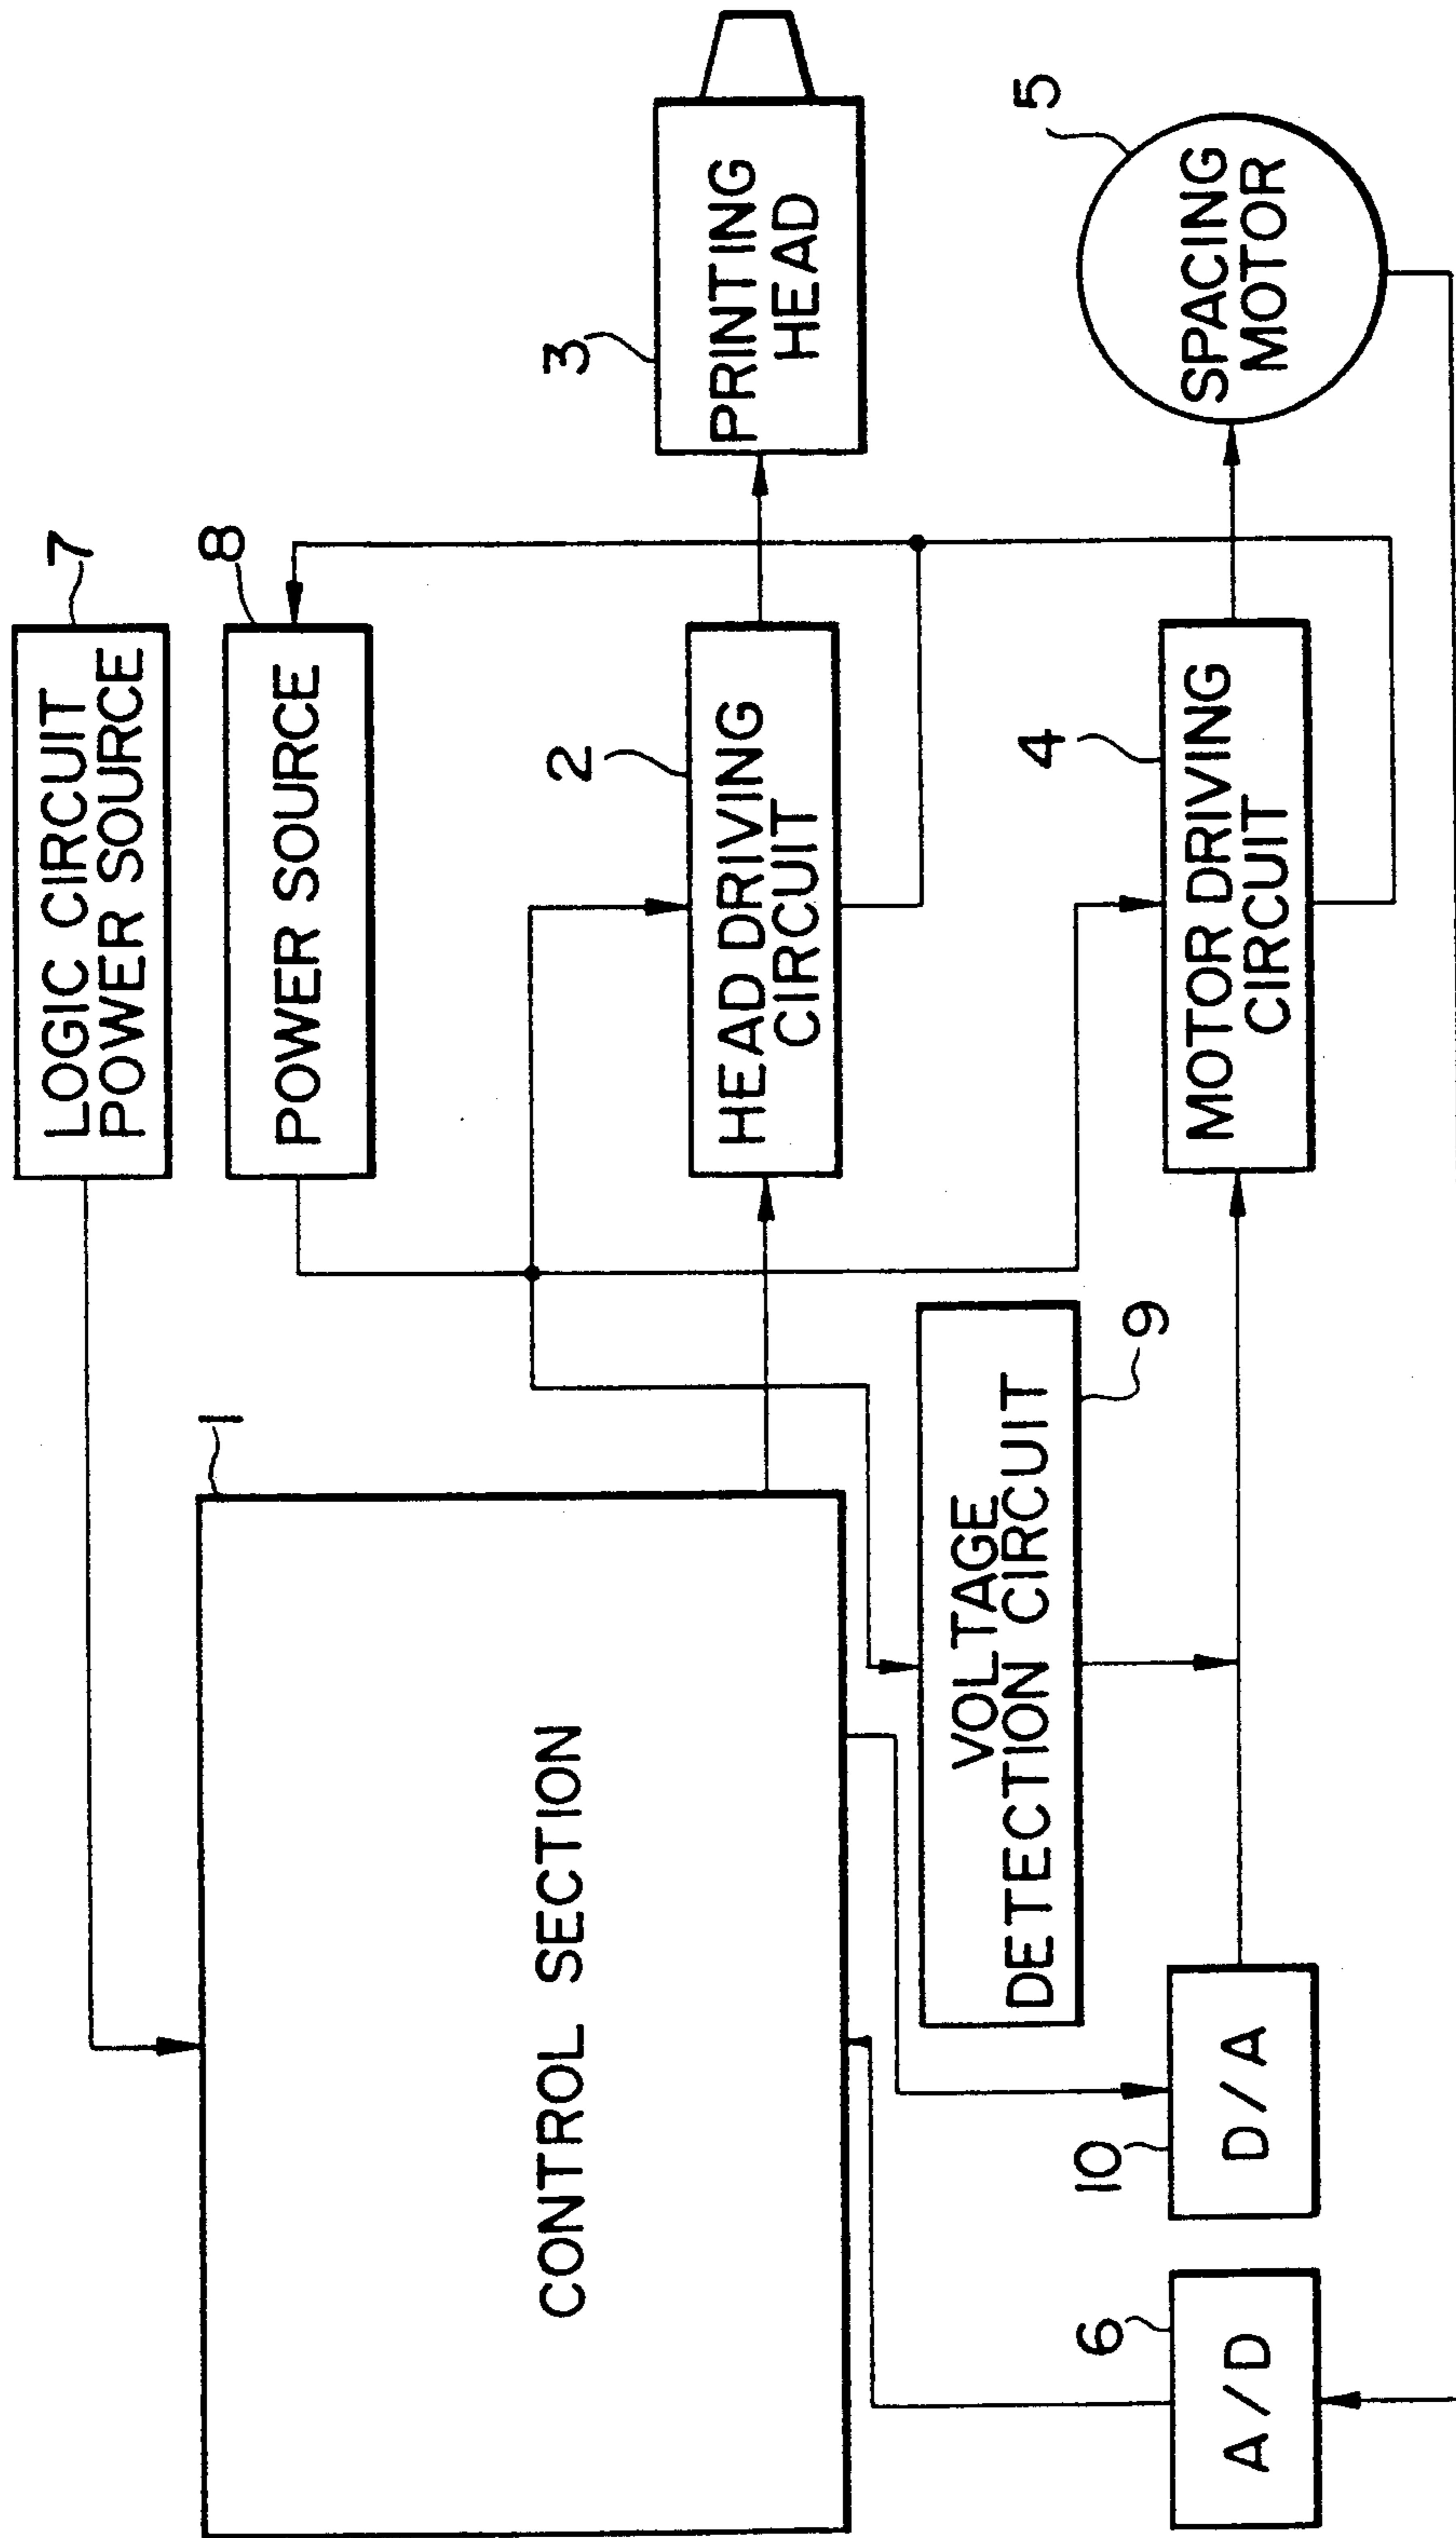 7
LOGIC CIRCUIT
POWER SOURCE
1
8
POWER SOURCE
CONTROL SECTION
2
HEAD DRIVING
CIRCUIT
3
PRINTING
HEAD
VOLTAGE
DETECTION CIRCUIT
9
6
A/D
10
D/A
4
MOTOR DRIVING
CIRCUIT
5
SPACING
MOTOR